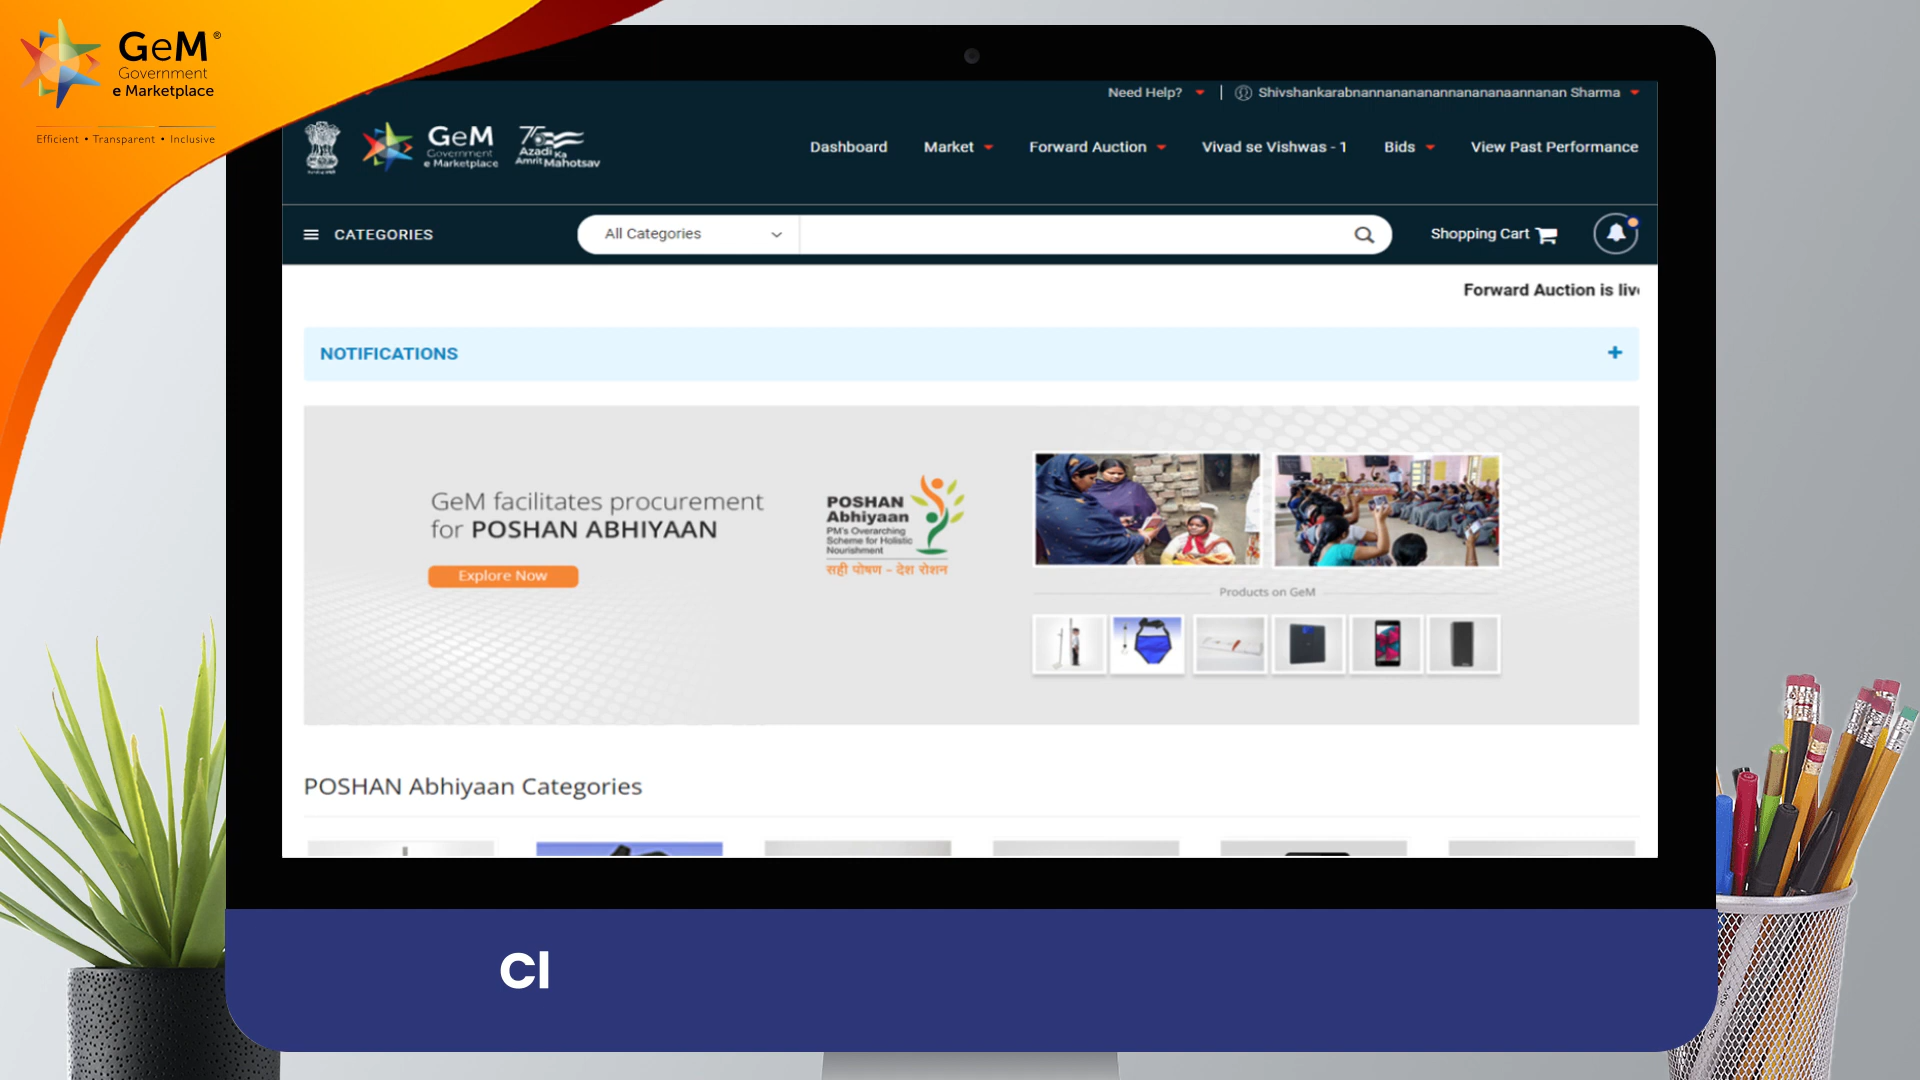 GeM®
Government
e Marketplace
Efficient • Transparent • Inclusive
Need Help? | Shivshankarabnannanananannanananaannanan Sharma
GeM
Government
e Marketplace
75
Azadi Ka
Amrit Mahotsav
Dashboard Market Forward Auction Vivad se Vishwas - 1 Bids View Past Performance
CATEGORIES All Categories Shopping Cart
Forward Auction is liv
NOTIFICATIONS +
GeM facilitates procurement
for POSHAN ABHIYAAN
Explore Now
POSHAN
Abhiyaan
PM's Overarching
Scheme for Holistic
Nourishment
सही पोषण - देश रोशन
Products on GeM
POSHAN Abhiyaan Categories
Cl